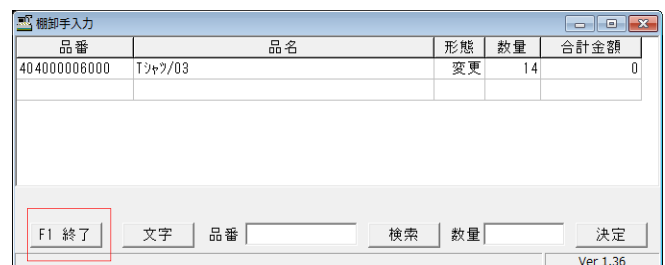 棚卸手入力
品番 品名 形態 数量 合計金額
404000006000 Tｼｬﾂ/03 変更 14 0
F1 終了 文字 品番 検索 数量 決定
Ver 1.36